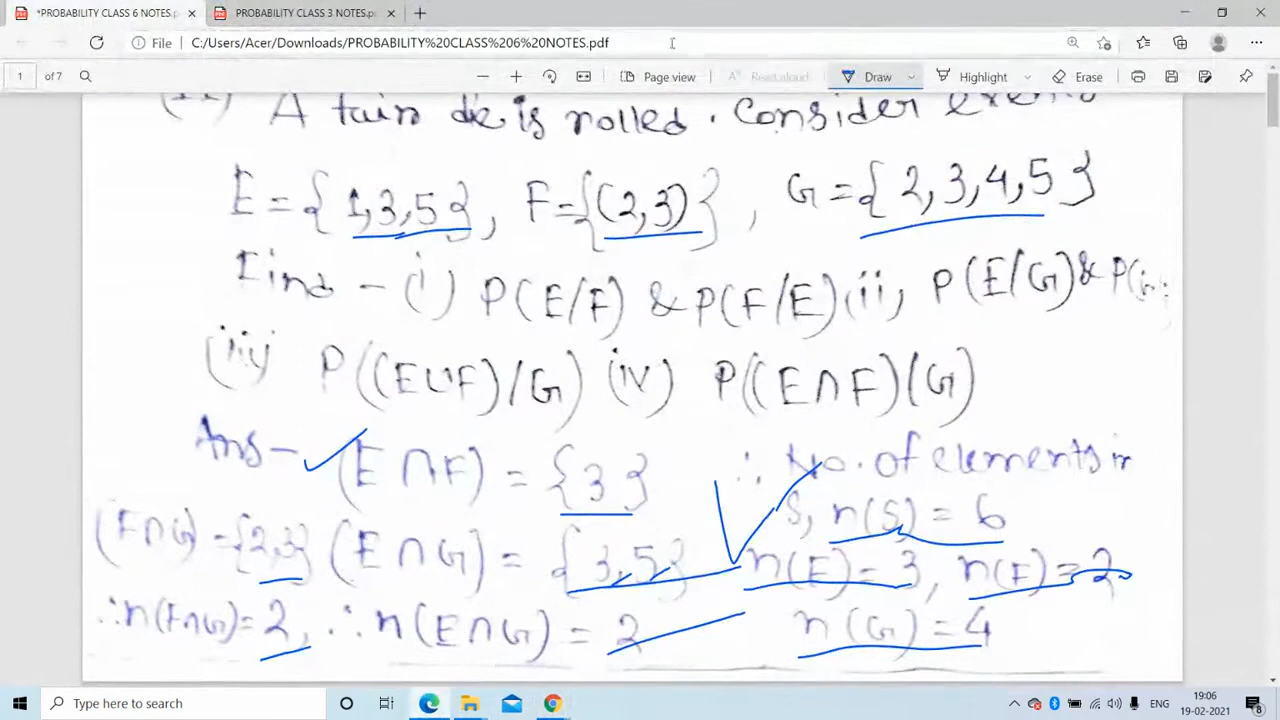 *PROBABILITY CLASS 6 NOTES.pdf
PROBABILITY CLASS 3 NOTES.pdf
File C:/Users/Acer/Downloads/PROBABILITY%20CLASS%206%20NOTES.pdf
1 of 7 Page view Read aloud Draw Highlight Erase
A fair die is rolled. Consider events
E = {1,3,5}, F = {(2,3)}, G = {2,3,4,5}
Find - (i) P(E/F) & P(F/E) (ii) P(E/G) & P(G
(iii) P((E∪F)/G) (iv) P((E∩F)(G)
Ans - (E∩F) = {3} ∴ No. of elements in
S, n(S) = 6
(F∩G) = {2,3} (E∩G) = {3,5} n(E) = 3, n(F) = 2
∴ n(F∩G) = 2, ∴ n(E∩G) = 2 n(G) = 4
Type here to search
ENG
19:06
19-02-2021
8